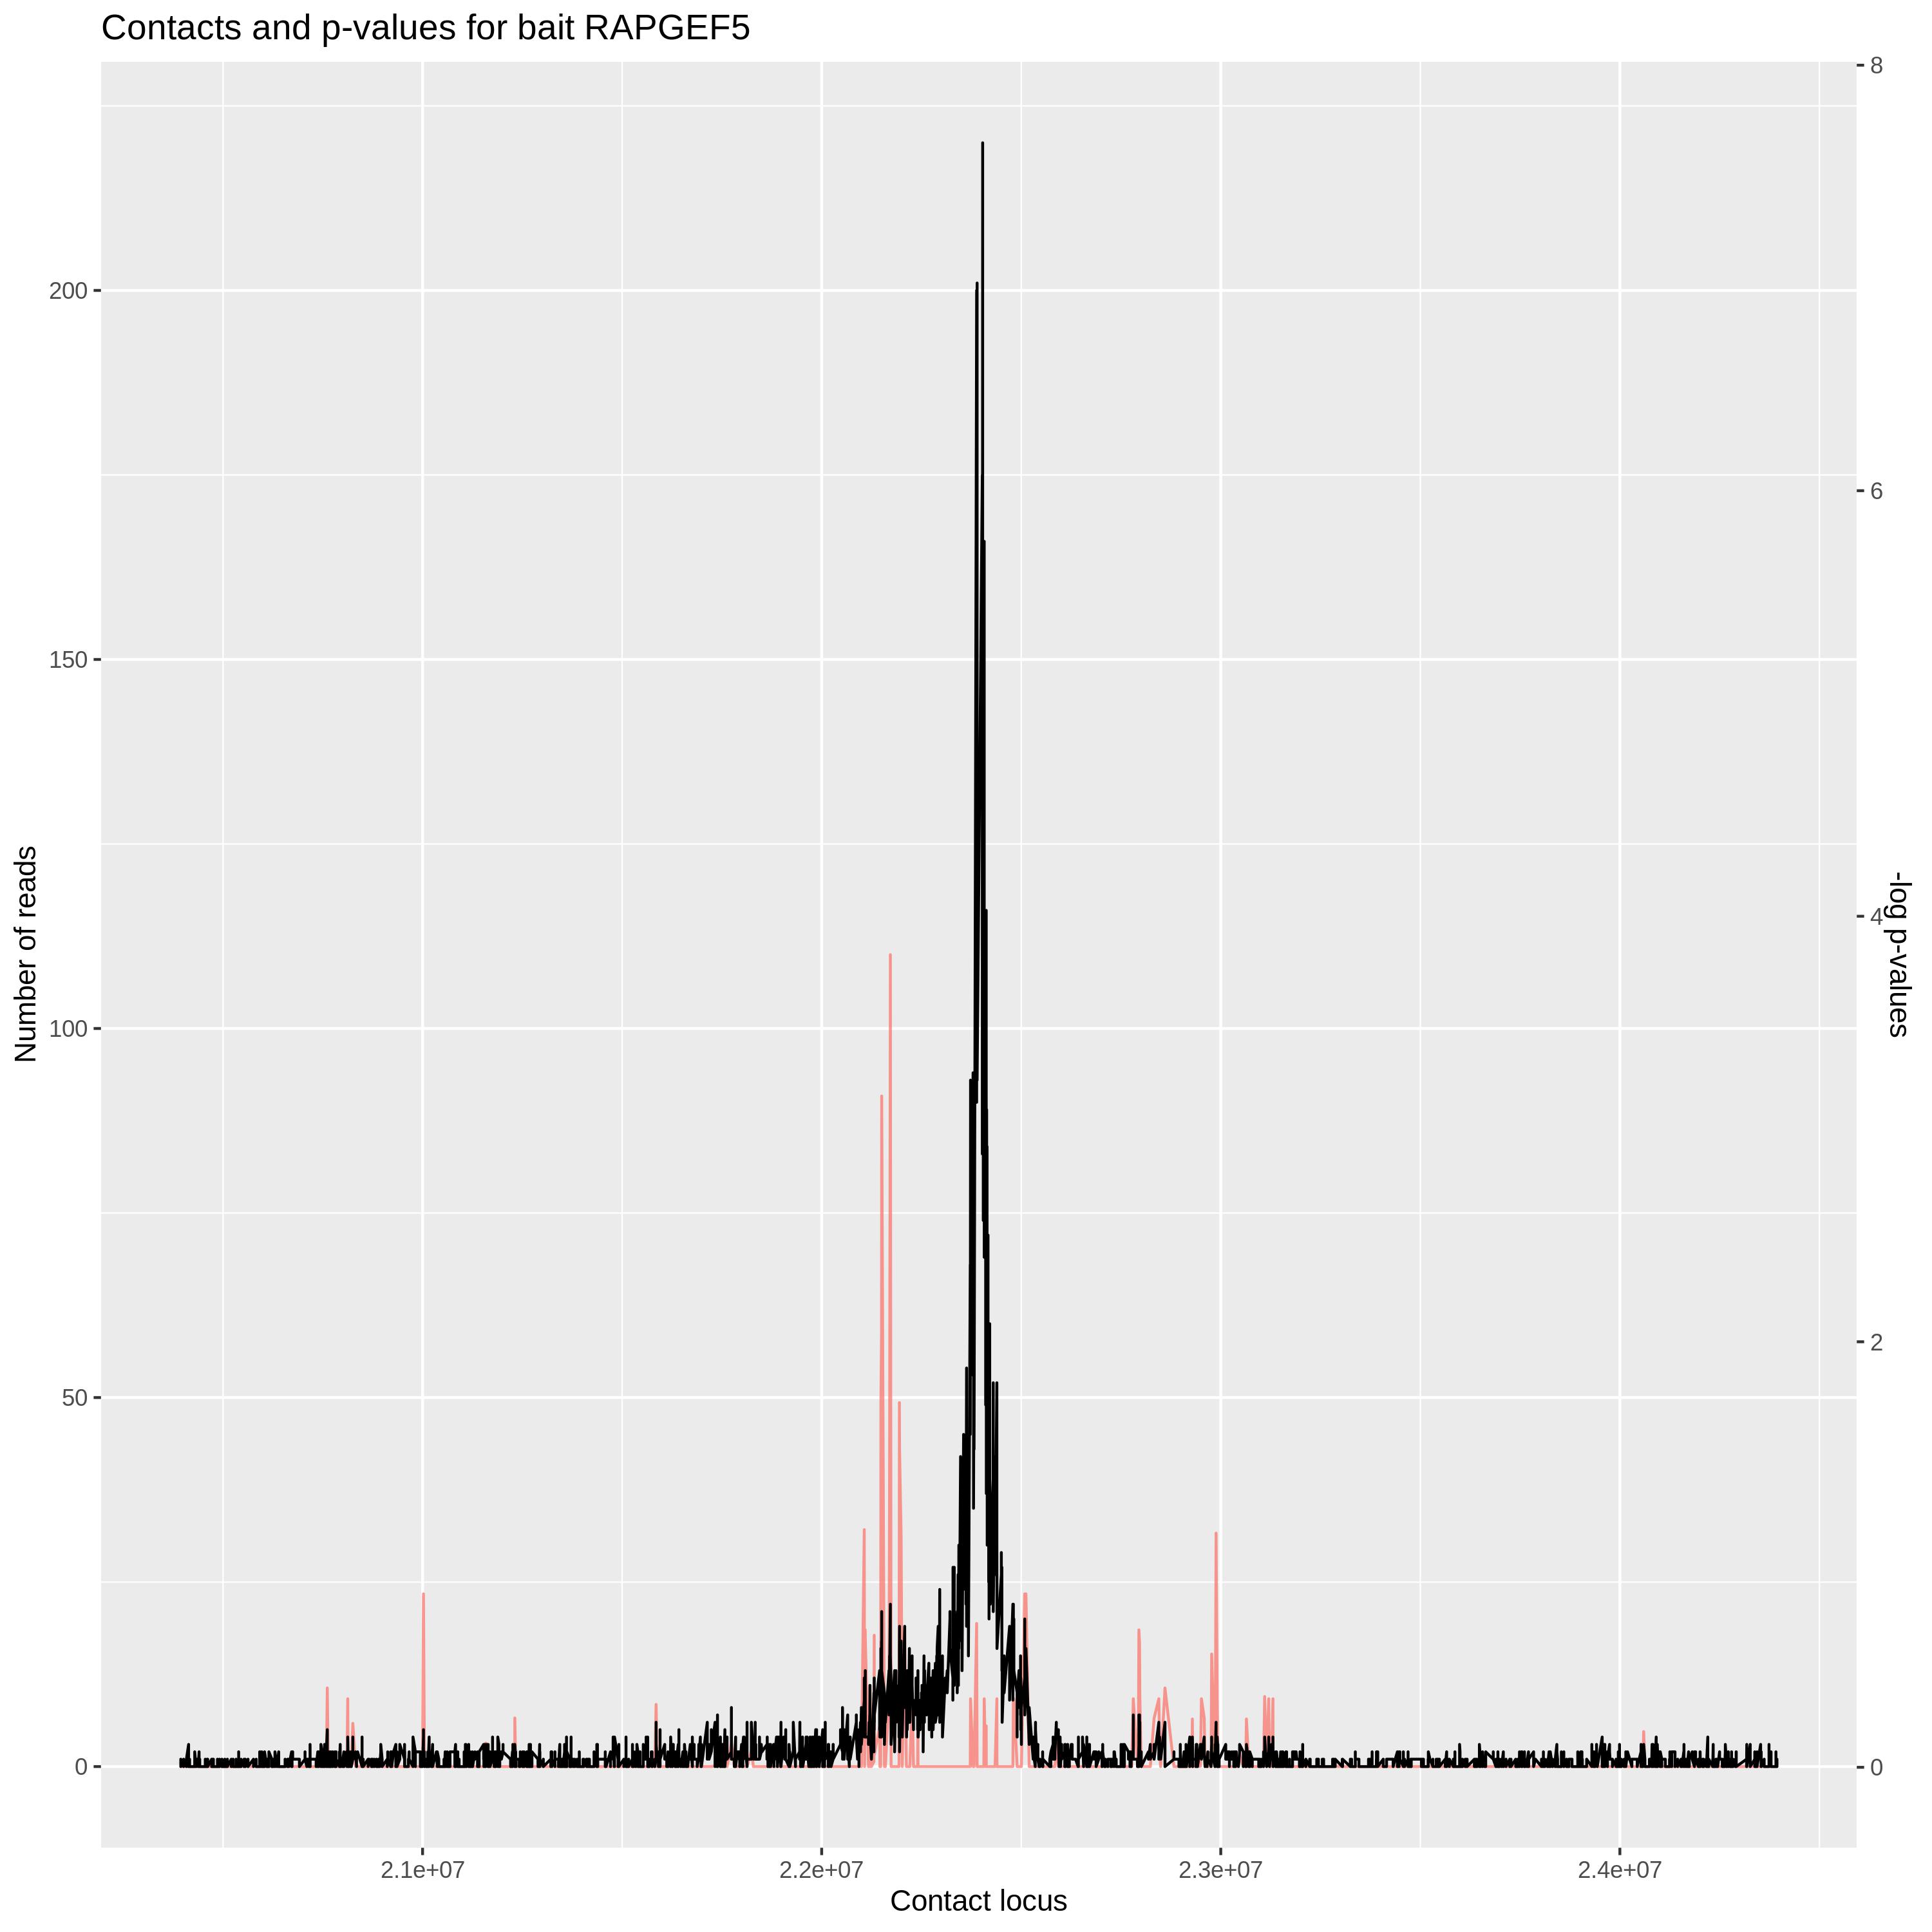 Contacts and p-values for bait RAPGEF5
8
200
6
150
Number of reads
4
-log p-values
100
2
50
0
0
2.1e+07
2.2e+07
2.3e+07
2.4e+07
Contact locus